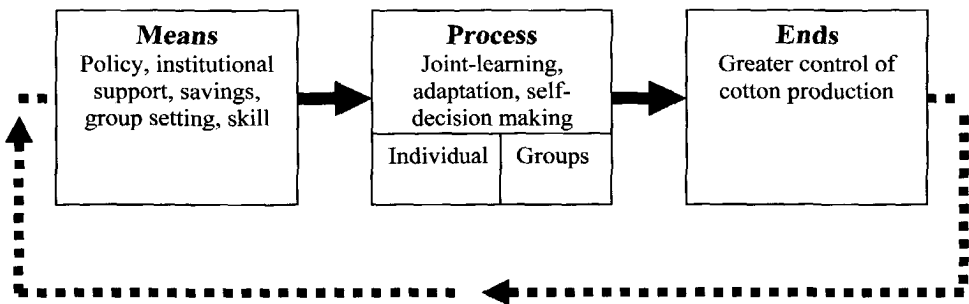 Means
Policy, institutional
support, savings,
group setting, skill
Process
Joint-learning,
adaptation, self-
decision making
Individual
Groups
Ends
Greater control of
cotton production